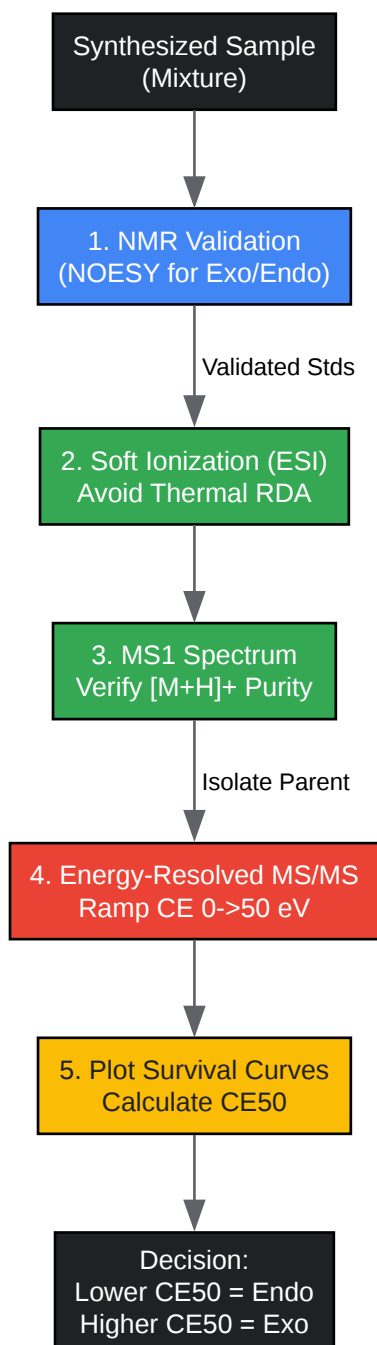 Synthesized Sample
(Mixture)
1. NMR Validation
(NOESY for Exo/Endo)
Validated Stds
2. Soft Ionization (ESI)
Avoid Thermal RDA
3. MS1 Spectrum
Verify [M+H]+ Purity
Isolate Parent
4. Energy-Resolved MS/MS
Ramp CE 0->50 eV
5. Plot Survival Curves
Calculate CE50
Decision:
Lower CE50 = Endo
Higher CE50 = Exo